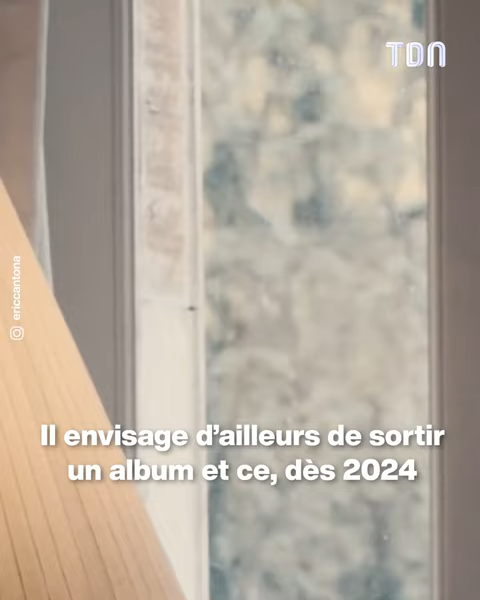 TDN
ericcantona
Il envisage d'ailleurs de sortir
un album et ce, dès 2024